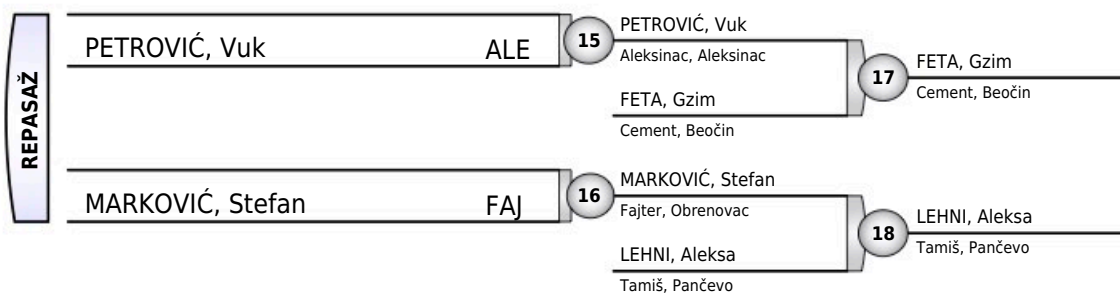 REPASAŽ
PETROVIĆ, Vuk ALE
15
PETROVIĆ, Vuk
Aleksinac, Aleksinac
FETA, Gzim
Cement, Beočin
17
FETA, Gzim
Cement, Beočin
MARKOVIĆ, Stefan FAJ
16
MARKOVIĆ, Stefan
Fajter, Obrenovac
LEHNI, Aleksa
Tamiš, Pančevo
18
LEHNI, Aleksa
Tamiš, Pančevo